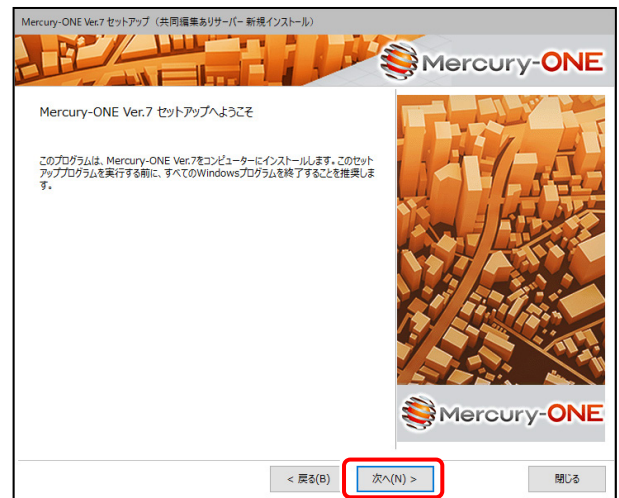 Mercury-ONE Ver.7 セットアップ（共同編集ありサーバー 新規インストール）
Mercury-ONE
Mercury-ONE Ver.7 セットアップへようこそ
このプログラムは、Mercury-ONE Ver.7をコンピューターにインストールします。このセット
アッププログラムを実行する前に、すべてのWindowsプログラムを終了することを推奨しま
す。
Mercury-ONE
< 戻る(B)
次へ(N) >
閉じる